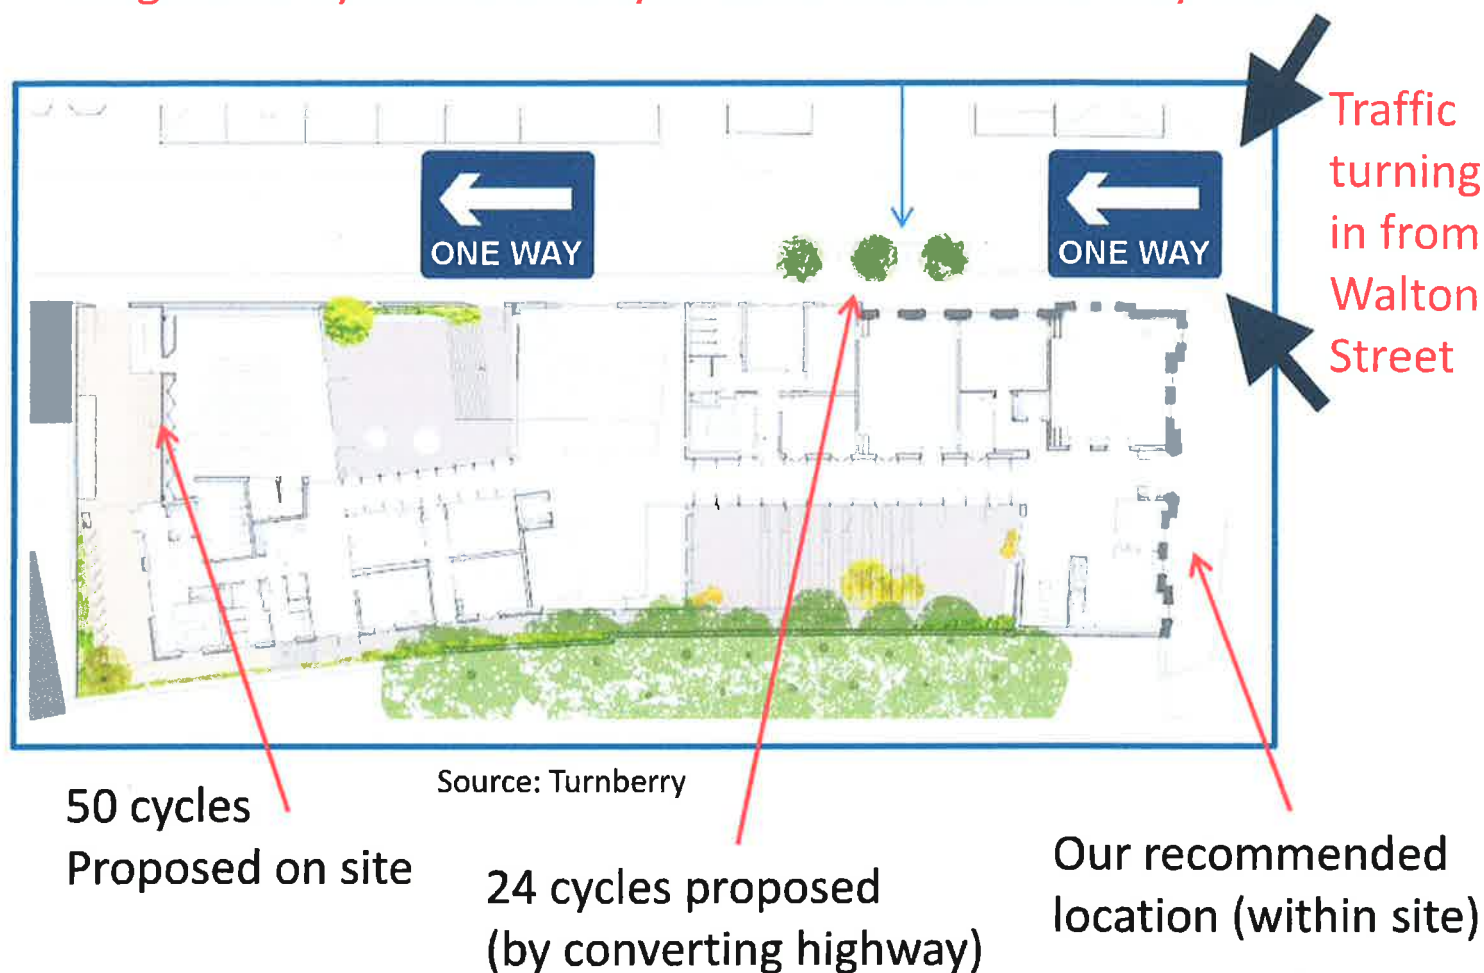 ONE WAY
ONE WAY
Traffic
turning
in from
Walton
Street
Source: Turnberry
50 cycles
Proposed on site
24 cycles proposed
(by converting highway)
Our recommended
location (within site)